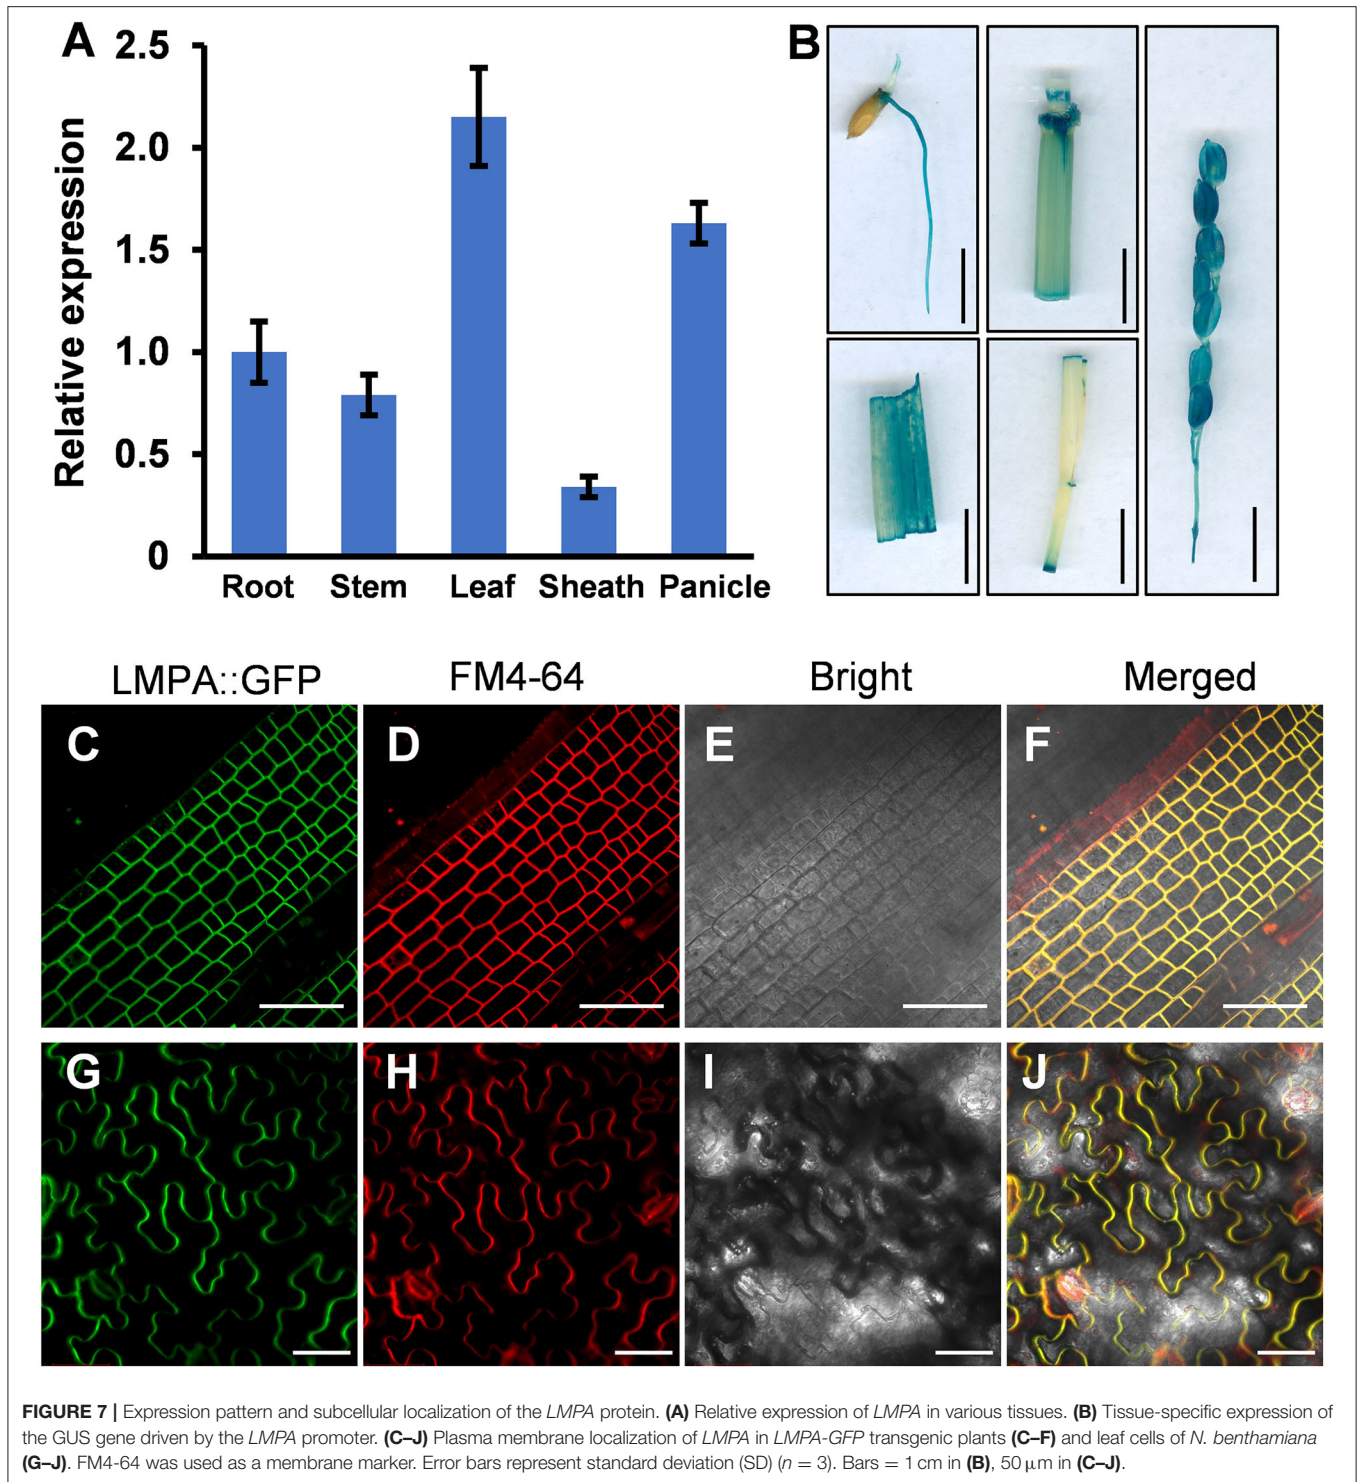 A
B
Relative expression
2.5
2.0
1.5
1.0
0.5
0
Root Stem Leaf Sheath Panicle
LMPA::GFP FM4-64 Bright Merged
C D E F
G H I J
FIGURE 7 | Expression pattern and subcellular localization of the LMPA protein. (A) Relative expression of LMPA in various tissues. (B) Tissue-specific expression of
the GUS gene driven by the LMPA promoter. (C–J) Plasma membrane localization of LMPA in LMPA-GFP transgenic plants (C–F) and leaf cells of N. benthamiana
(G–J). FM4-64 was used as a membrane marker. Error bars represent standard deviation (SD) (n = 3). Bars = 1 cm in (B), 50 μm in (C–J).